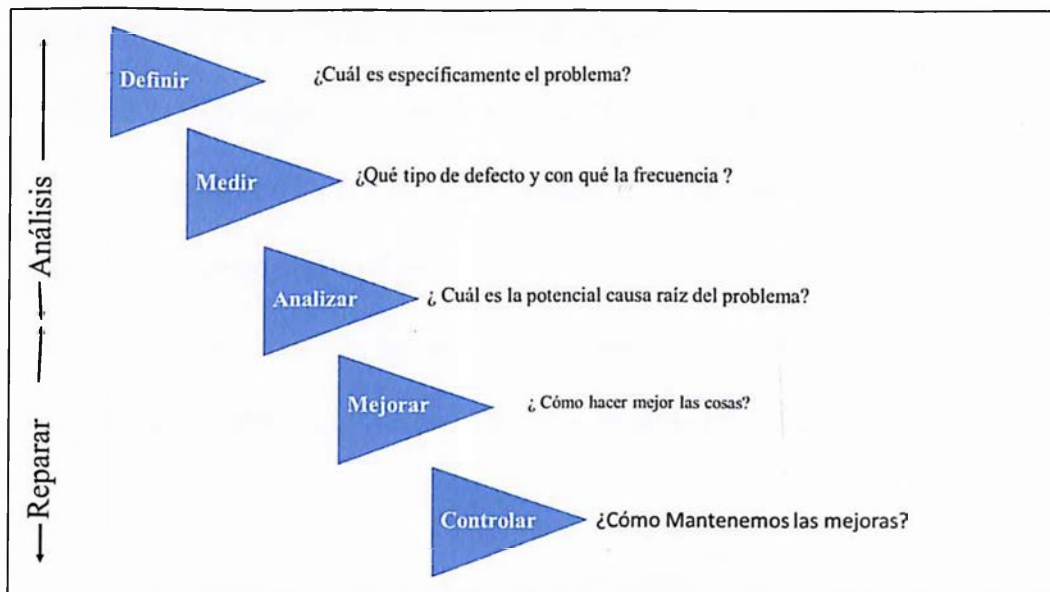 Definir
¿Cuál es específicamente el problema?
Medir
¿Qué tipo de defecto y con qué la frecuencia ?
Analizar
¿ Cuál es la potencial causa raíz del problema?
Mejorar
¿ Cómo hacer mejor las cosas?
Controlar
¿Cómo Mantenemos las mejoras?
Análisis
Reparar